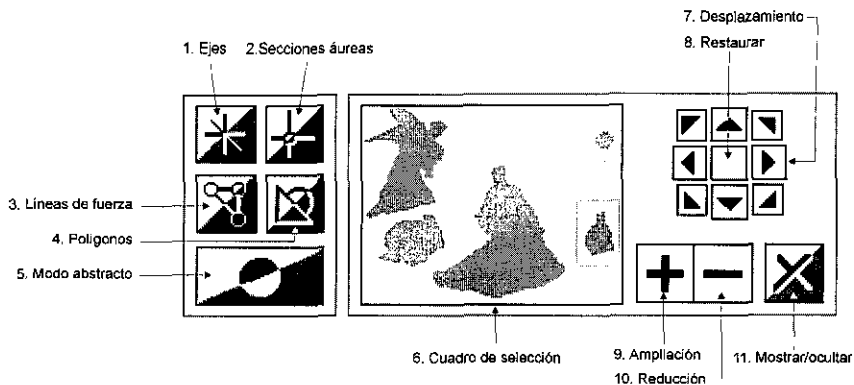 7. Desplazamiento
1. Ejes
2.Secciones áureas
8. Restaurar
3. Líneas de fuerza
4. Polígonos
5. Modo abstracto
6. Cuadro de selección
9. Ampliación
11. Mostrar/ocultar
10. Reducción